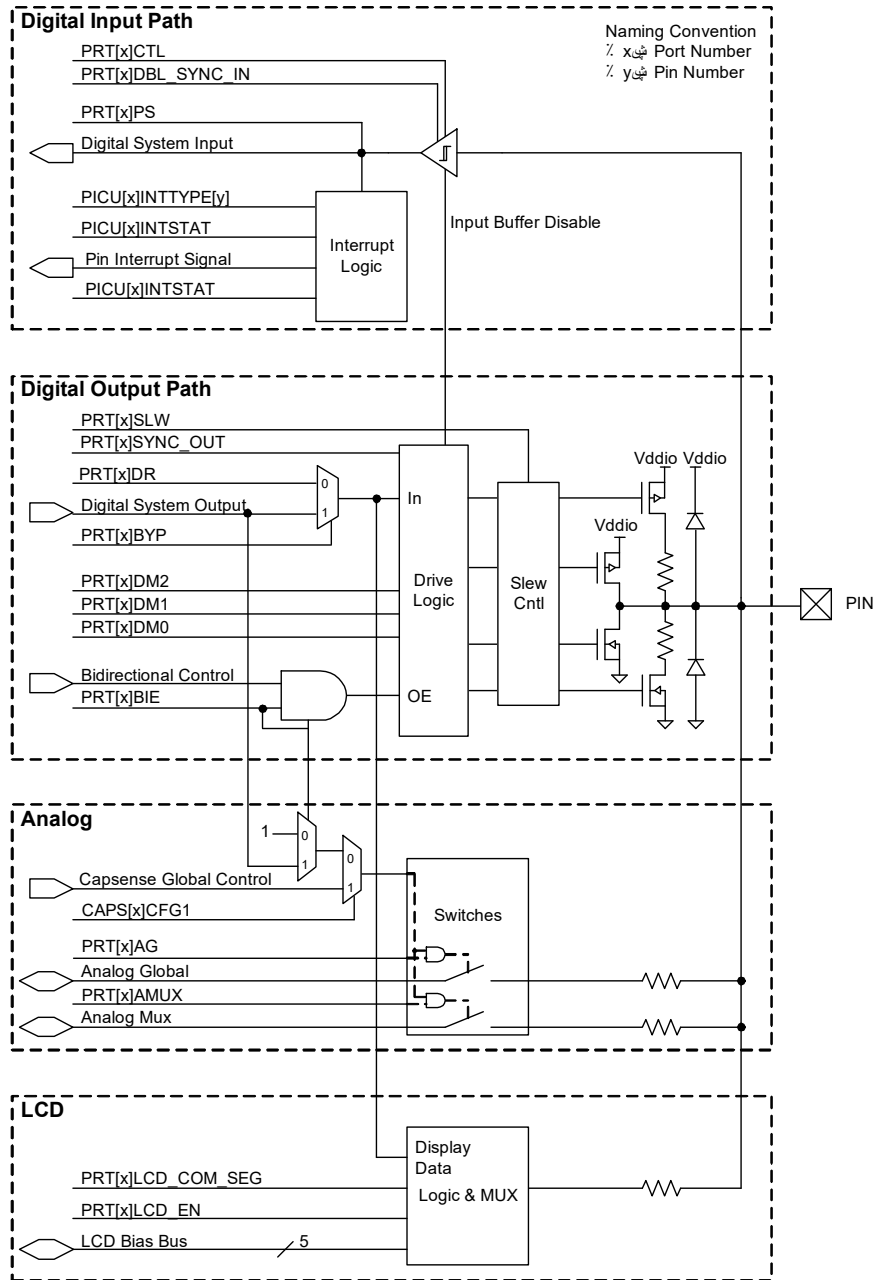 Digital Input Path
Naming Convention
x Port Number
y Pin Number
PRT[x]CTL
PRT[x]DBL_SYNC_IN
PRT[x]PS
Digital System Input
PICU[x]INTTYPE[y]
PICU[x]INTSTAT
Pin Interrupt Signal
PICU[x]INTSTAT
Interrupt
Logic
Input Buffer Disable
Digital Output Path
PRT[x]SLW
PRT[x]SYNC_OUT
PRT[x]DR
Digital System Output
PRT[x]BYP
0
1
In
PRT[x]DM2
PRT[x]DM1
PRT[x]DM0
Drive
Logic
Slew
Cntl
Vddio Vddio
Vddio
PIN
Bidirectional Control
PRT[x]BIE
OE
Analog
1
0
1
0
1
Capsense Global Control
CAPS[x]CFG1
Switches
PRT[x]AG
Analog Global
PRT[x]AMUX
Analog Mux
LCD
Display
Data
Logic & MUX
PRT[x]LCD_COM_SEG
PRT[x]LCD_EN
LCD Bias Bus
5